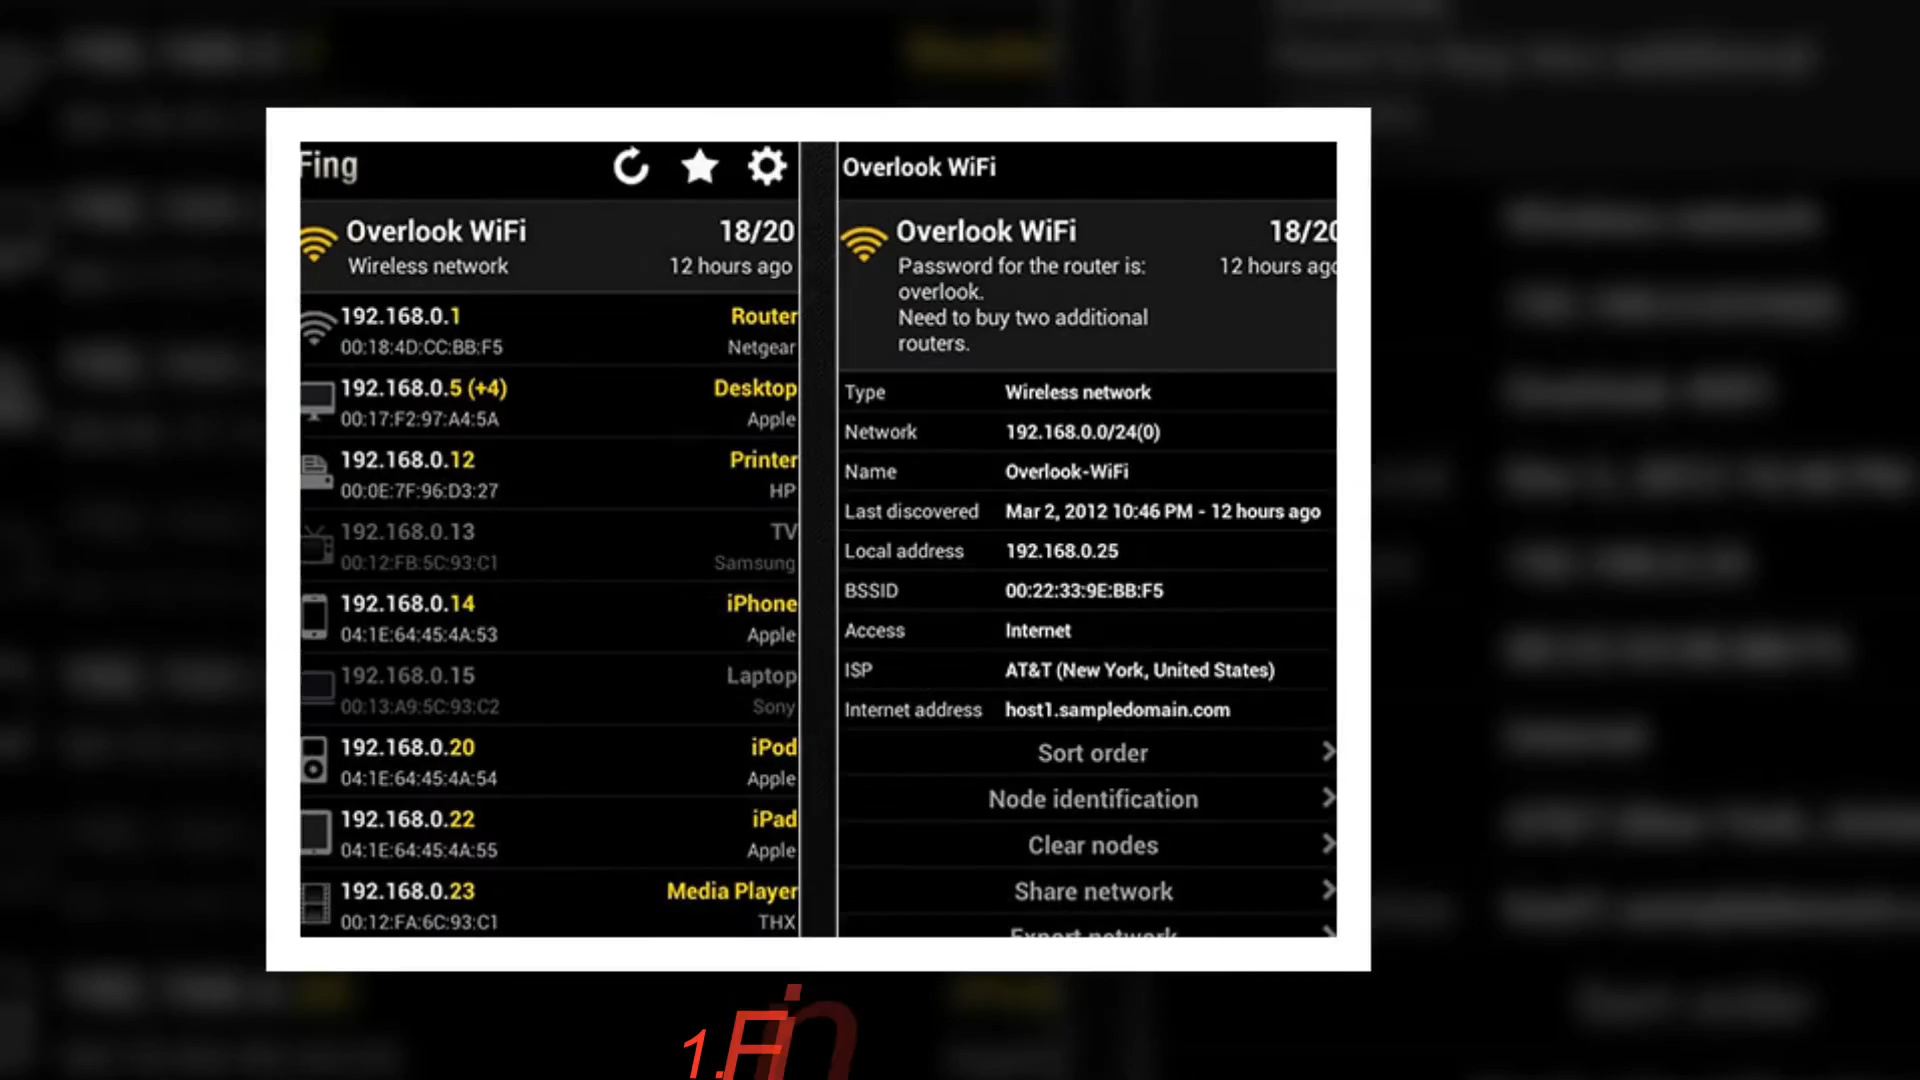 Fing
Overlook WiFi 18/20
Wireless network 12 hours ago
192.168.0.1 Router
00:18:4D:CC:BB:F5 Netgear
192.168.0.5 (+4) Desktop
00:17:F2:97:A4:5A Apple
192.168.0.12 Printer
00:0E:7F:96:D3:27 HP
192.168.0.13 TV
00:12:FB:5C:93:C1 Samsung
192.168.0.14 iPhone
04:1E:64:45:4A:53 Apple
192.168.0.15 Laptop
00:13:A9:5C:93:C2 Sony
192.168.0.20 iPod
04:1E:64:45:4A:54 Apple
192.168.0.22 iPad
04:1E:64:45:4A:55 Apple
192.168.0.23 Media Player
00:12:FA:6C:93:C1 THX
Overlook WiFi
Overlook WiFi 18/20
Password for the router is: 12 hours ago
overlook.
Need to buy two additional
routers.
Type Wireless network
Network 192.168.0.0/24(0)
Name Overlook-WiFi
Last discovered Mar 2, 2012 10:46 PM - 12 hours ago
Local address 192.168.0.25
BSSID 00:22:33:9E:BB:F5
Access Internet
ISP AT&T (New York, United States)
Internet address host1.sampledomain.com
Sort order
Node identification
Clear nodes
Share network
Export network
1.Fin